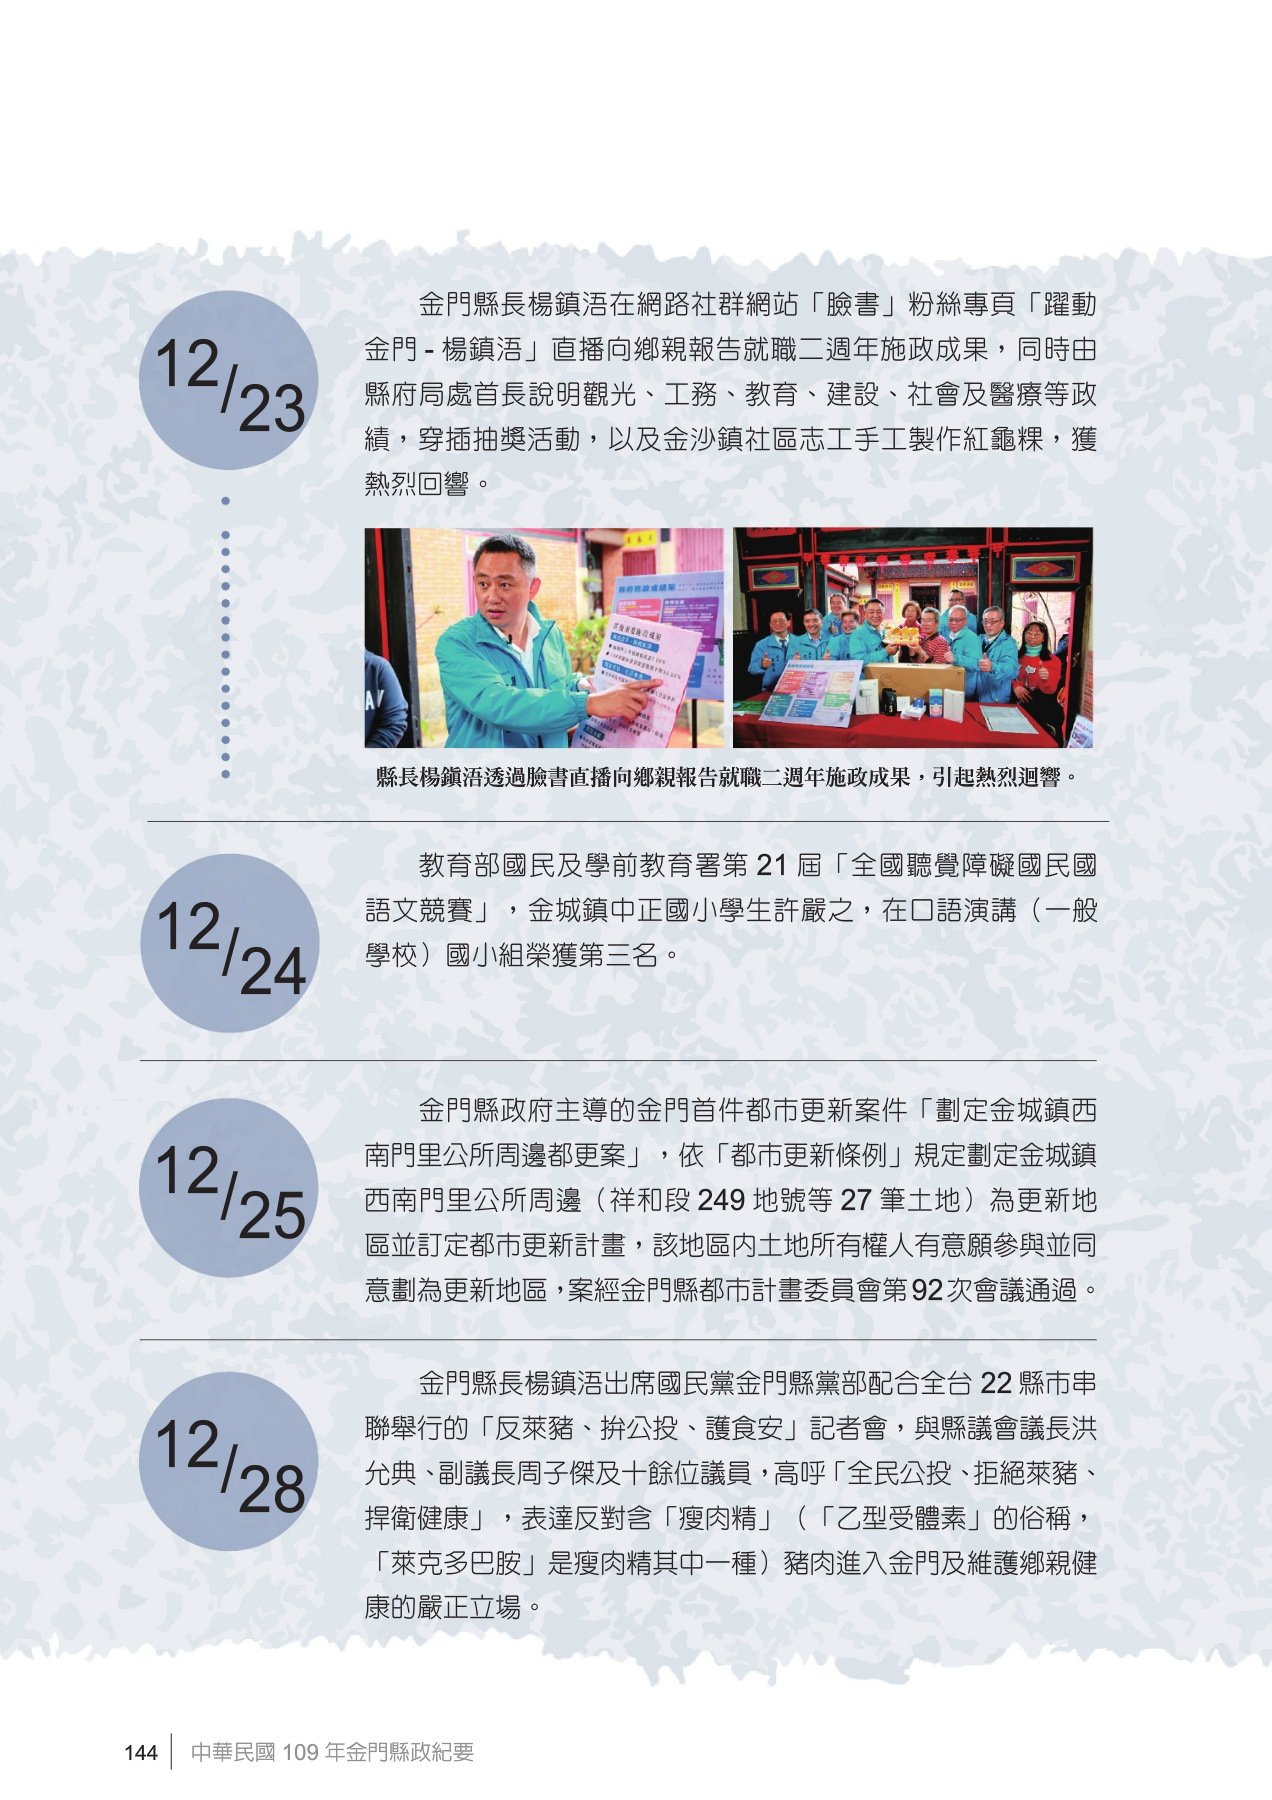 12/23
金門縣長楊鎮浯在網路社群網站「臉書」粉絲專頁「躍動
金門 - 楊鎮浯」直播向鄉親報告就職二週年施政成果，同時由
縣府局處首長說明觀光、工務、教育、建設、社會及醫療等政
績，穿插抽獎活動，以及金沙鎮社區志工手工製作紅龜粿，獲
熱烈回響。
縣長楊鎮浯透過臉書直播向鄉親報告就職二週年施政成果，引起熱烈迴響。
12/24
教育部國民及學前教育署第 21 屆「全國聽覺障礙國民國
語文競賽」，金城鎮中正國小學生許嚴之，在口語演講（一般
學校）國小組榮獲第三名。
12/25
金門縣政府主導的金門首件都市更新案件「劃定金城鎮西
南門里公所周邊都更案」，依「都市更新條例」規定劃定金城鎮
西南門里公所周邊（祥和段 249 地號等 27 筆土地）為更新地
區並訂定都市更新計畫，該地區内土地所有權人有意願參與並同
意劃為更新地區，案經金門縣都市計畫委員會第 92 次會議通過。
12/28
金門縣長楊鎮浯出席國民黨金門縣黨部配合全台 22 縣市串
聯舉行的「反萊豬、拚公投、護食安」記者會，與縣議會議長洪
允典、副議長周子傑及十餘位議員，高呼「全民公投、拒絕萊豬、
捍衛健康」，表達反對含「瘦肉精」（「乙型受體素」的俗稱，
「萊克多巴胺」是瘦肉精其中一種）豬肉進入金門及維護鄉親健
康的嚴正立場。
144
中華民國 109 年金門縣政紀要